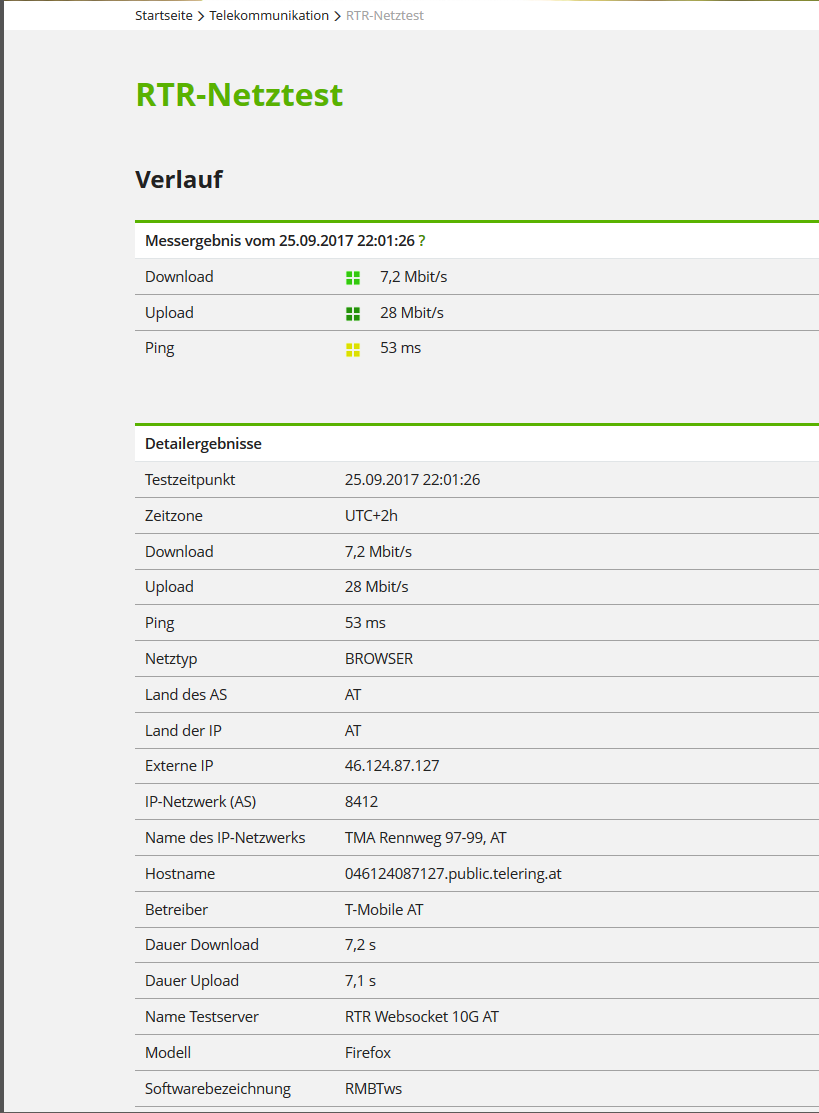 Startseite > Telekommunikation > RTR-Netztest
RTR-Netztest
Verlauf
Messergebnis vom 25.09.2017 22:01:26 ?
Download 7,2 Mbit/s
Upload 28 Mbit/s
Ping 53 ms
Detailergebnisse
Testzeitpunkt 25.09.2017 22:01:26
Zeitzone UTC+2h
Download 7,2 Mbit/s
Upload 28 Mbit/s
Ping 53 ms
Netztyp BROWSER
Land des AS AT
Land der IP AT
Externe IP 46.124.87.127
IP-Netzwerk (AS) 8412
Name des IP-Netzwerks TMA Rennweg 97-99, AT
Hostname 046124087127.public.telering.at
Betreiber T-Mobile AT
Dauer Download 7,2 s
Dauer Upload 7,1 s
Name Testserver RTR Websocket 10G AT
Modell Firefox
Softwarebezeichnung RMBTws